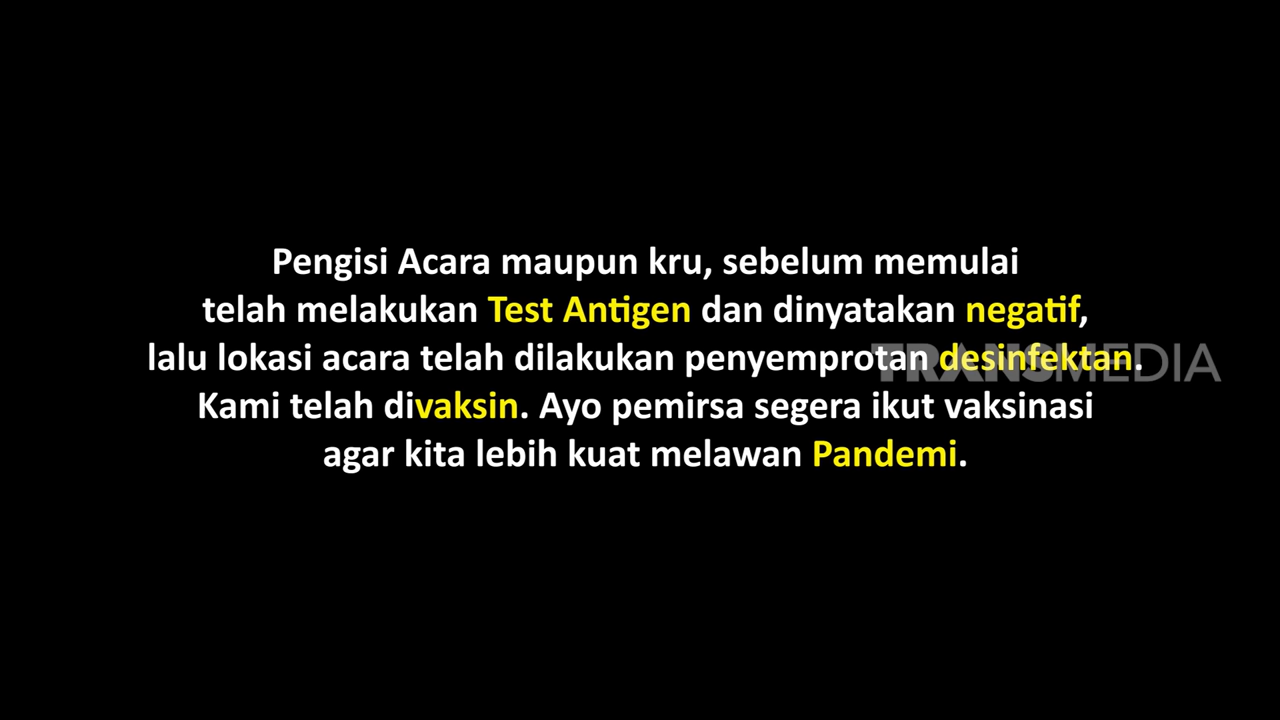 Pengisi Acara maupun kru, sebelum memulai
telah melakukan Test Antigen dan dinyatakan negatif,
lalu lokasi acara telah dilakukan penyemprotan desinfektan.
TRANSMEDIA
Kami telah divaksin. Ayo pemirsa segera ikut vaksinasi
agar kita lebih kuat melawan Pandemi.